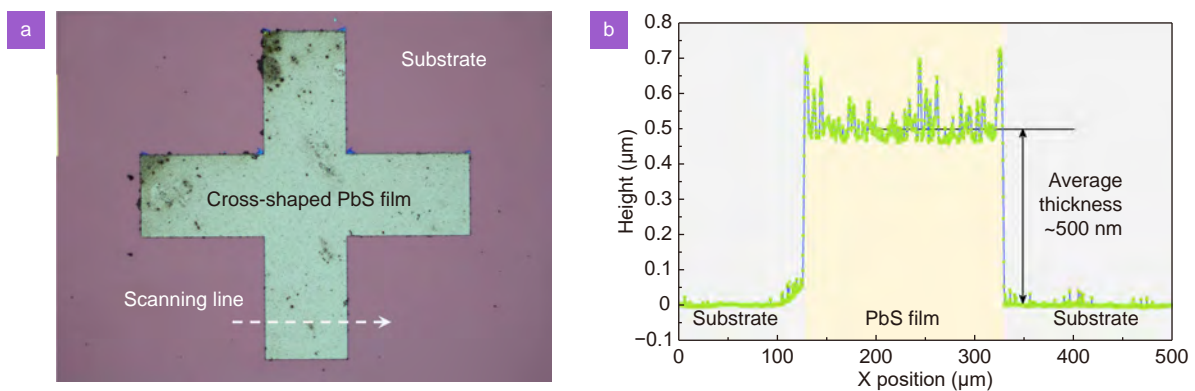 a
Substrate
Cross-shaped PbS film
Scanning line
b
0.8
0.7
0.6
0.5
0.4
0.3
0.2
0.1
0
−0.1
Height (μm)
Average
thickness
~500 nm
Substrate
PbS film
Substrate
0
100
200
300
400
500
X position (μm)